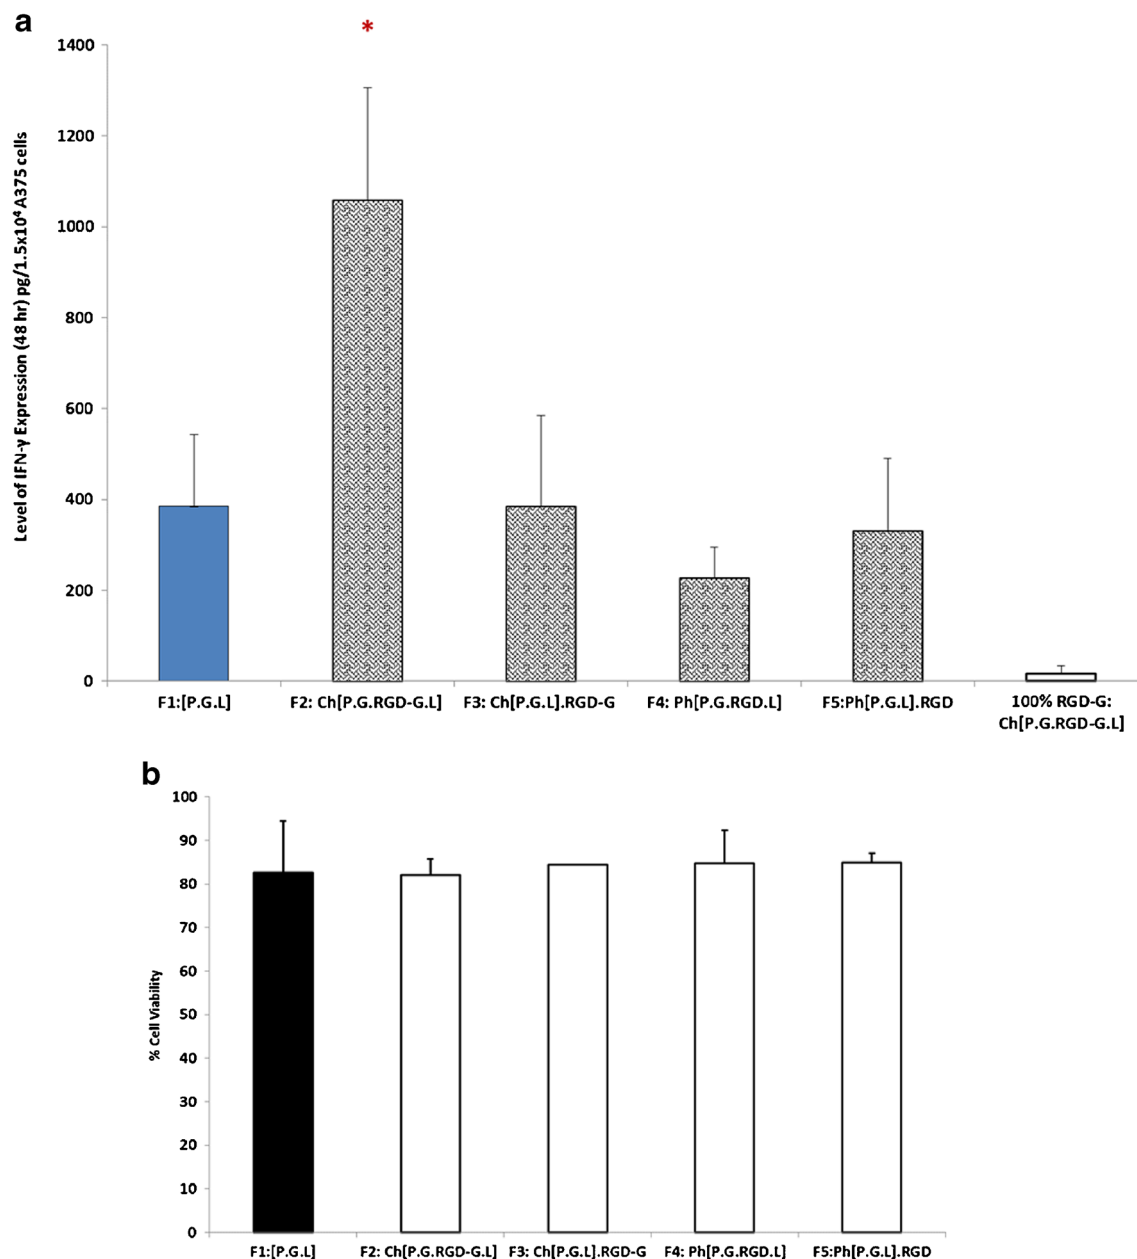 a
*
1400
1200
1000
800
600
400
200
0
Level of IFN-γ Expression (48 hr) pg/1.5x10⁴ A375 cells
F1:[P.G.L]
F2: Ch[P.G.RGD-G.L]
F3: Ch[P.G.L].RGD-G
F4: Ph[P.G.RGD.L]
F5:Ph[P.G.L].RGD
100% RGD-G:
Ch[P.G.RGD-G.L]
b
100
90
80
70
60
50
40
30
20
10
0
% Cell Viability
F1:[P.G.L]
F2: Ch[P.G.RGD-G.L]
F3: Ch[P.G.L].RGD-G
F4: Ph[P.G.RGD.L]
F5:Ph[P.G.L].RGD